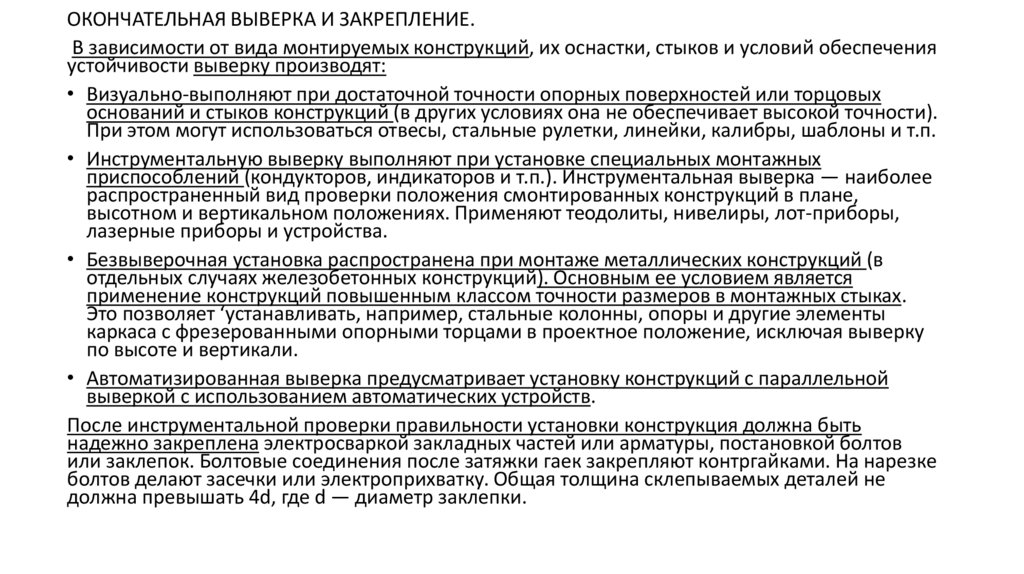 ОКОНЧАТЕЛЬНАЯ ВЫВЕРКА И ЗАКРЕПЛЕНИЕ.
В зависимости от вида монтируемых конструкций, их оснастки, стыков и условий обеспечения
устойчивости выверку производят:
• Визуально-выполняют при достаточной точности опорных поверхностей или торцовых
оснований и стыков конструкций (в других условиях она не обеспечивает высокой точности).
При этом могут использоваться отвесы, стальные рулетки, линейки, калибры, шаблоны и т.п.
• Инструментальную выверку выполняют при установке специальных монтажных
приспособлений (кондукторов, индикаторов и т.п.). Инструментальная выверка — наиболее
распространенный вид проверки положения смонтированных конструкций в плане,
высотном и вертикальном положениях. Применяют теодолиты, нивелиры, лот-приборы,
лазерные приборы и устройства.
• Безвыверочная установка распространена при монтаже металлических конструкций (в
отдельных случаях железобетонных конструкций). Основным ее условием является
применение конструкций повышенным классом точности размеров в монтажных стыках.
Это позволяет ‘устанавливать, например, стальные колонны, опоры и другие элементы
каркаса с фрезерованными опорными торцами в проектное положение, исключая выверку
по высоте и вертикали.
• Автоматизированная выверка предусматривает установку конструкций с параллельной
выверкой с использованием автоматических устройств.
После инструментальной проверки правильности установки конструкция должна быть
надежно закреплена электросваркой закладных частей или арматуры, постановкой болтов
или заклепок. Болтовые соединения после затяжки гаек закрепляют контргайками. На нарезке
болтов делают засечки или электроприхватку. Общая толщина склепываемых деталей не
должна превышать 4d, где d — диаметр заклепки.